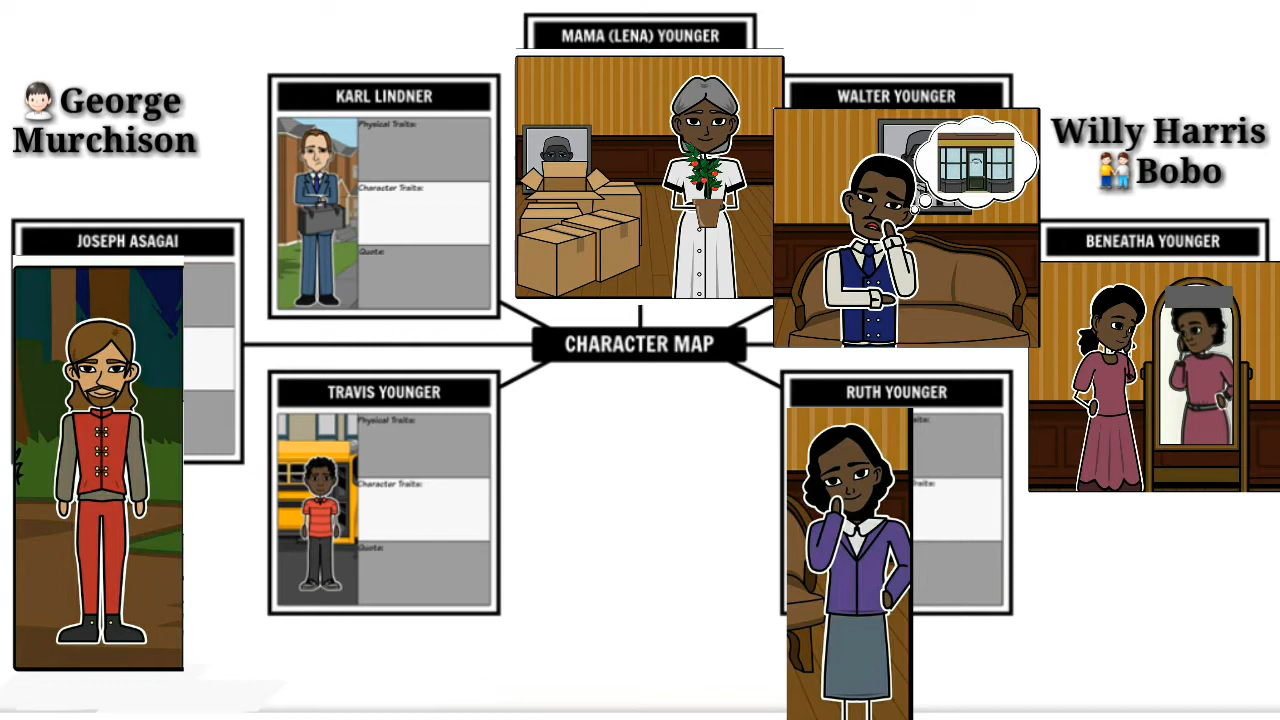 MAMA (LENA) YOUNGER
George
Murchison
KARL LINDNER
Physical Traits:
Character Traits:
Quote:
WALTER YOUNGER
Willy Harris
Bobo
JOSEPH ASAGAI
BENEATHA YOUNGER
CHARACTER MAP
TRAVIS YOUNGER
Physical Traits:
Character Traits:
Quote:
RUTH YOUNGER